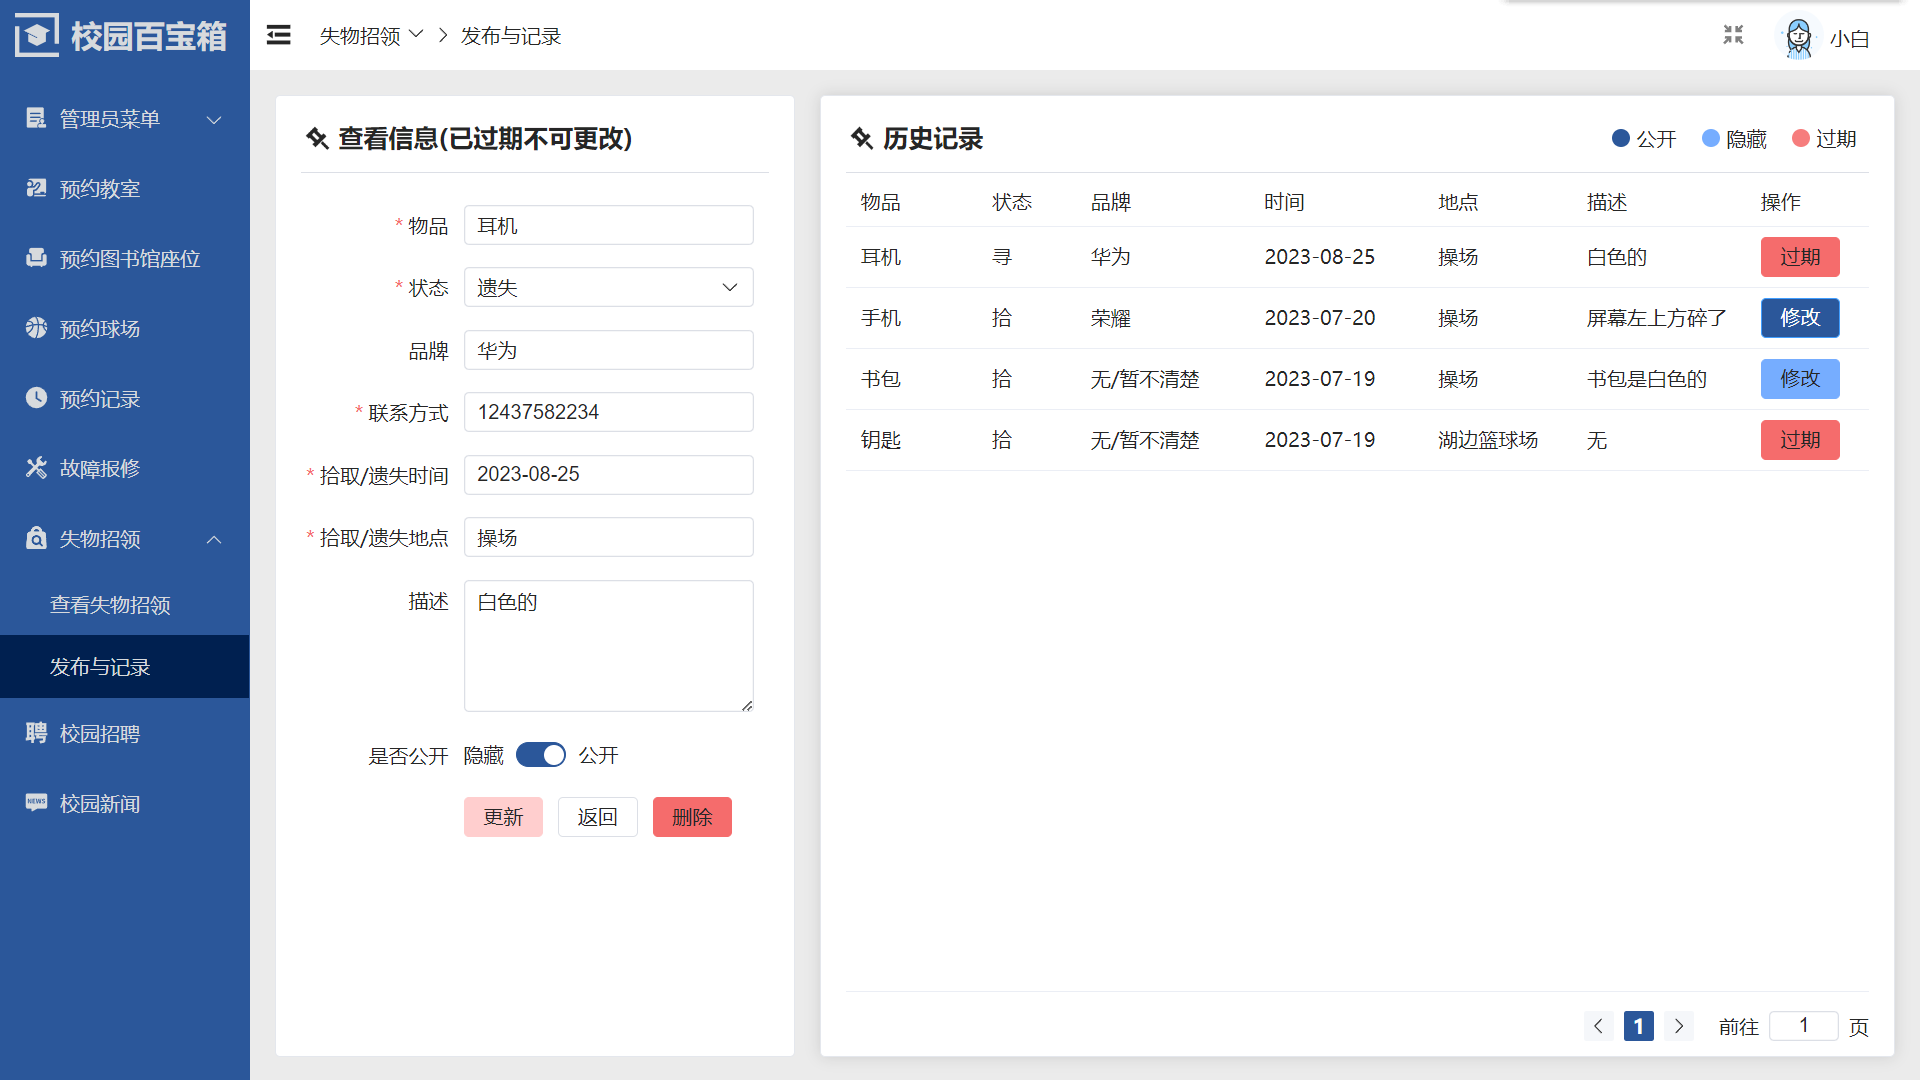 校园百宝箱
管理员菜单
预约教室
预约图书馆座位
预约球场
预约记录
故障报修
失物招领
查看失物招领
发布与记录
聘 校园招聘
NEWS 校园新闻
失物招领 > 发布与记录
小白
查看信息(已过期不可更改)
* 物品 耳机
* 状态 遗失
品牌 华为
* 联系方式 12437582234
* 拾取/遗失时间 2023-08-25
* 拾取/遗失地点 操场
描述 白色的
是否公开 隐藏 公开
更新 返回 删除
历史记录 公开 隐藏 过期
物品 状态 品牌 时间 地点 描述 操作
耳机 寻 华为 2023-08-25 操场 白色的 过期
手机 拾 荣耀 2023-07-20 操场 屏幕左上方碎了 修改
书包 拾 无/暂不清楚 2023-07-19 操场 书包是白色的 修改
钥匙 拾 无/暂不清楚 2023-07-19 湖边篮球场 无 过期
1 前往 1 页